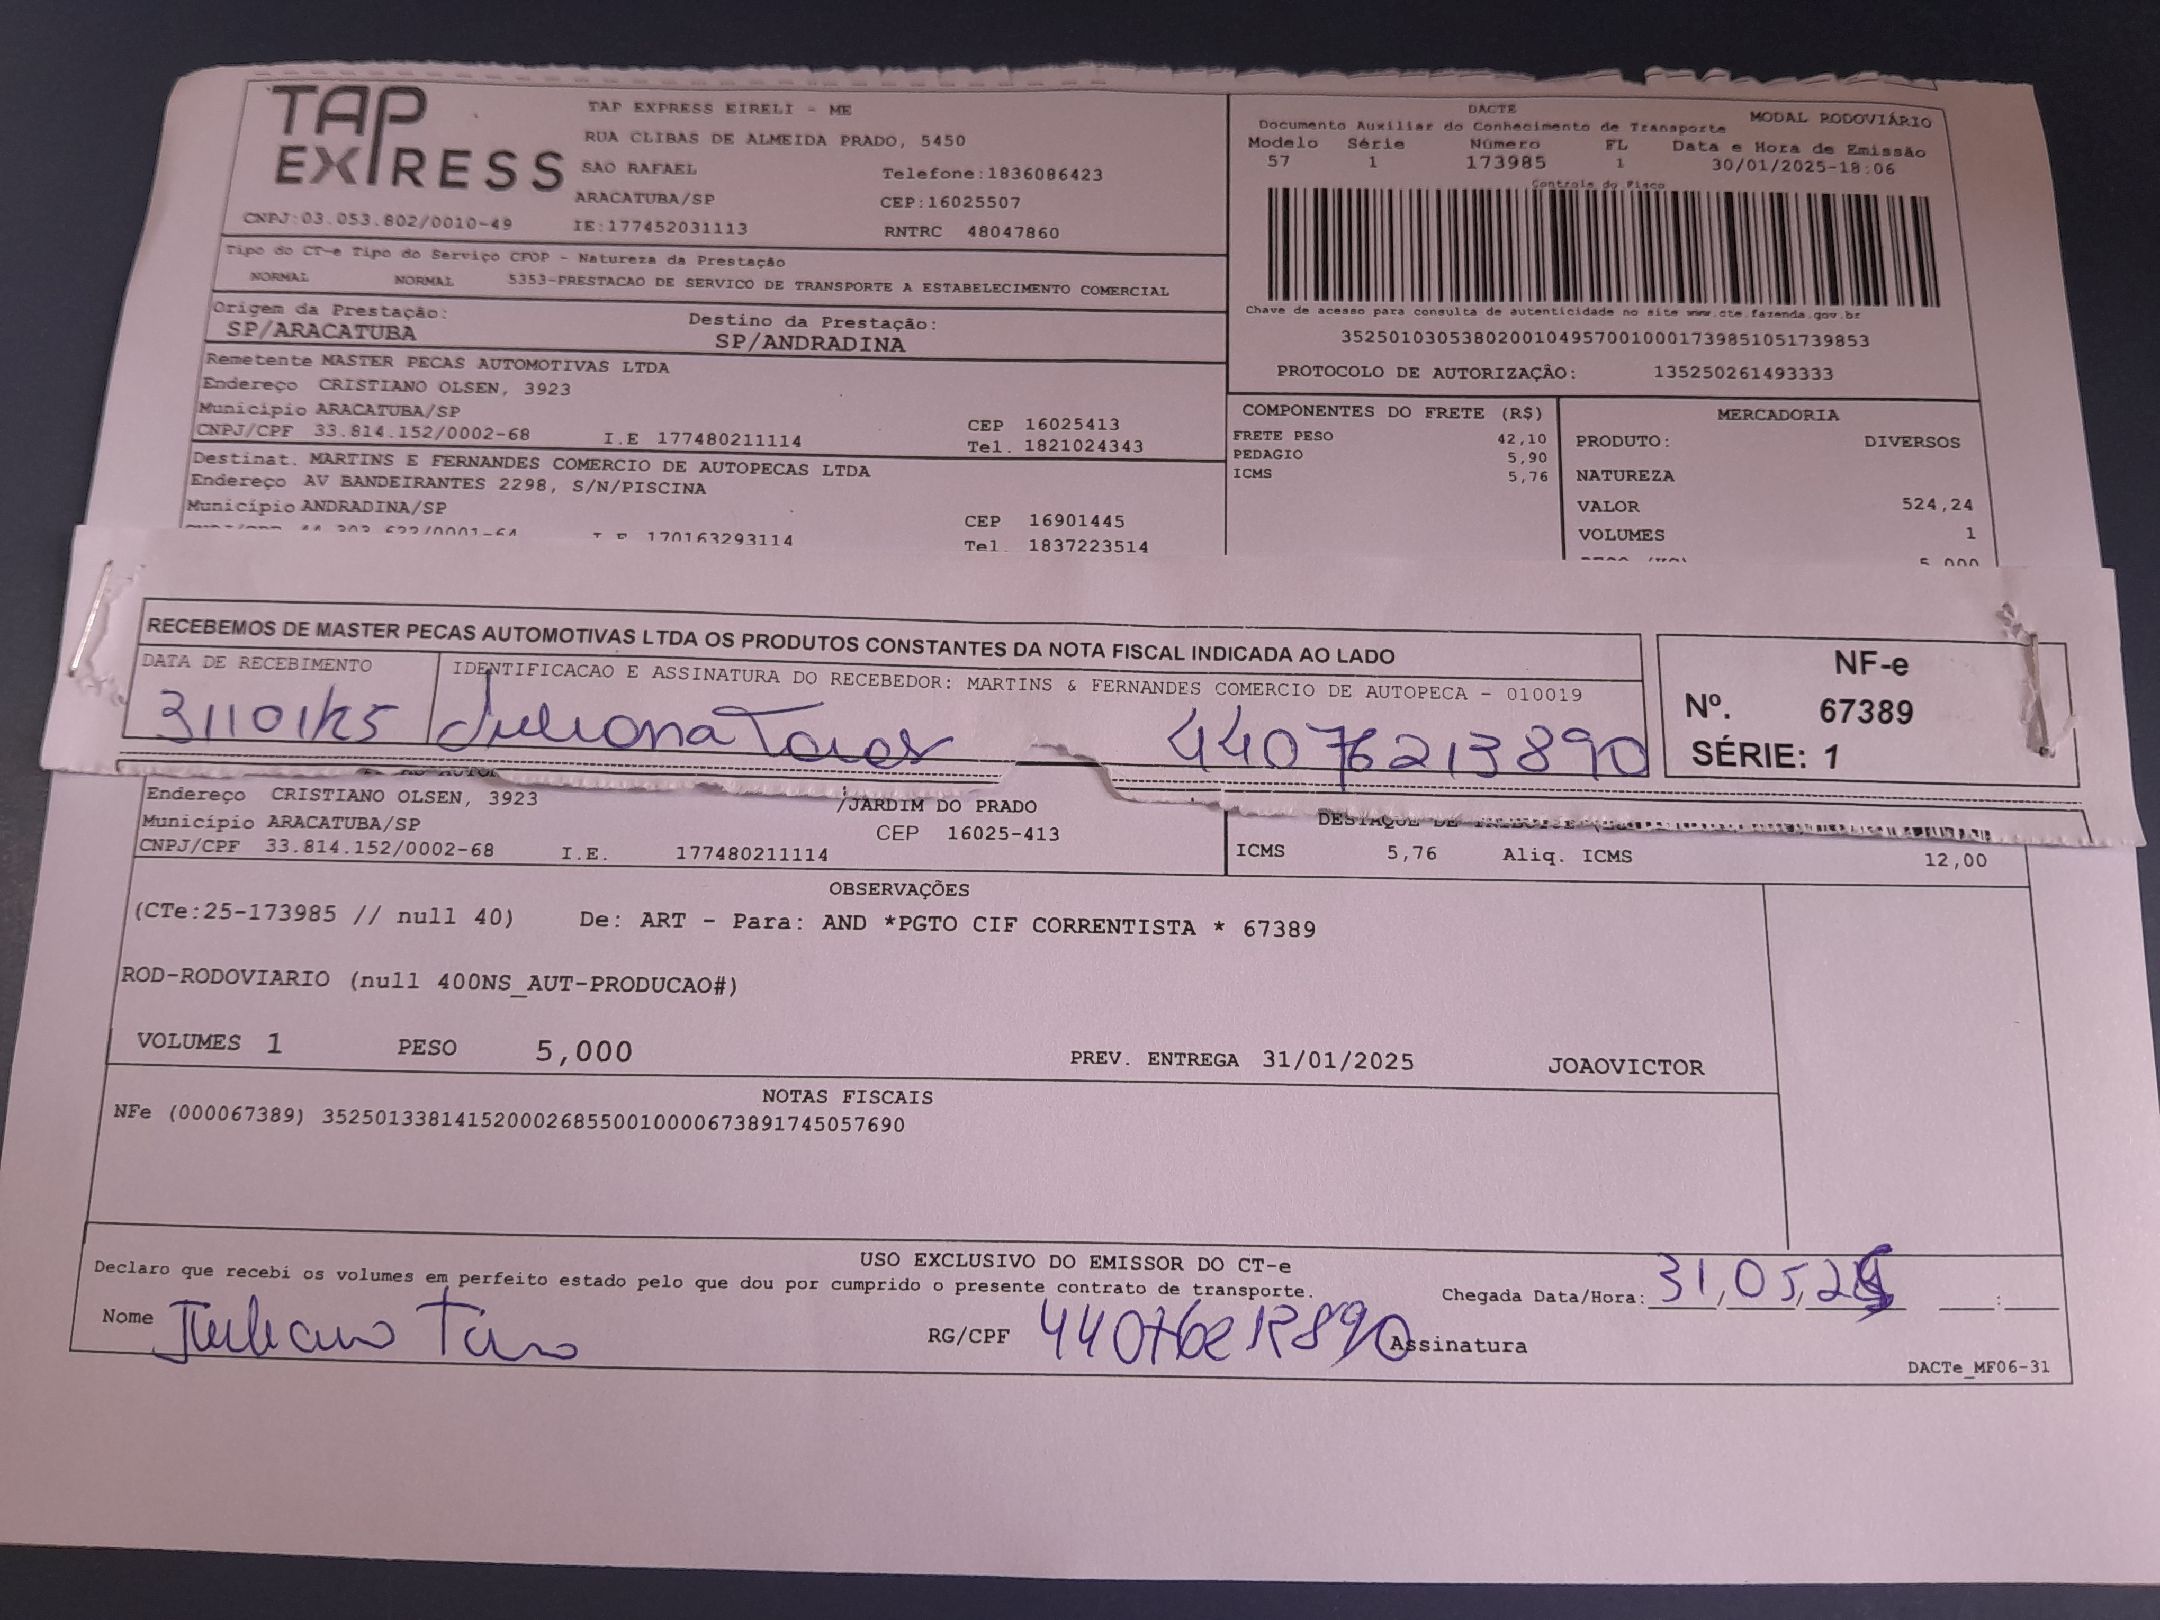 TAP EXPRESS
TAP EXPRESS EIRELI - ME
RUA CLIBAS DE ALMEIDA PRADO, 5450
SAO RAFAEL Telefone:1836086423
ARACATUBA/SP CEP:16025507
CNPJ:03.053.802/0010-49 IE:177452031113 RNTRC 48047860
DACTE MODAL RODOVIÁRIO
Documento Auxiliar do Conhecimento de Transporte
Modelo Série Número FL Data e Hora de Emissão
57 1 173985 1 30/01/2025-18:06
Controle do Fisco
Chave de acesso para consulta de autenticidade no site www.cte.fazenda.gov.br
35250103053802001049570010001739851051739853
PROTOCOLO DE AUTORIZAÇÃO: 135250261493333
Tipo do CT-e Tipo do Serviço CFOP - Natureza da Prestação
NORMAL NORMAL 5353-PRESTACAO DE SERVICO DE TRANSPORTE A ESTABELECIMENTO COMERCIAL
Origem da Prestação: Destino da Prestação:
SP/ARACATUBA SP/ANDRADINA
Remetente MASTER PECAS AUTOMOTIVAS LTDA
Endereço CRISTIANO OLSEN, 3923
Município ARACATUBA/SP CEP 16025413
CNPJ/CPF 33.814.152/0002-68 I.E 177480211114 Tel. 1821024343
Destinat. MARTINS E FERNANDES COMERCIO DE AUTOPECAS LTDA
Endereço AV BANDEIRANTES 2298, S/N/PISCINA
Município ANDRADINA/SP CEP 16901445
44.303.622/0001-64 170163293114 Tel. 1837223514
COMPONENTES DO FRETE (R$)
FRETE PESO 42,10
PEDAGIO 5,90
ICMS 5,76
MERCADORIA
PRODUTO: DIVERSOS
NATUREZA
VALOR 524,24
VOLUMES 1
5,000
RECEBEMOS DE MASTER PECAS AUTOMOTIVAS LTDA OS PRODUTOS CONSTANTES DA NOTA FISCAL INDICADA AO LADO
DATA DE RECEBIMENTO IDENTIFICACAO E ASSINATURA DO RECEBEDOR: MARTINS & FERNANDES COMERCIO DE AUTOPECA - 010019
Juliana 44076213890
NF-e
Nº. 67389
SÉRIE: 1
Endereço CRISTIANO OLSEN, 3923 /JARDIM DO PRADO
Município ARACATUBA/SP CEP 16025-413
CNPJ/CPF 33.814.152/0002-68 I.E. 177480211114
ICMS 5,76 Aliq. ICMS 12,00
OBSERVAÇÕES
(CTe:25-173985 // null 40) De: ART - Para: AND *PGTO CIF CORRENTISTA * 67389
ROD-RODOVIARIO (null 400NS_AUT-PRODUCAO#)
VOLUMES 1 PESO 5,000 PREV. ENTREGA 31/01/2025 JOAOVICTOR
NOTAS FISCAIS
NFe (000067389) 35250133814152000268550010000673891745057690
USO EXCLUSIVO DO EMISSOR DO CT-e
Declaro que recebi os volumes em perfeito estado pelo que dou por cumprido o presente contrato de transporte.
Chegada Data/Hora: 31,05,25 :
Nome RG/CPF Assinatura
DACTe_MF06-31